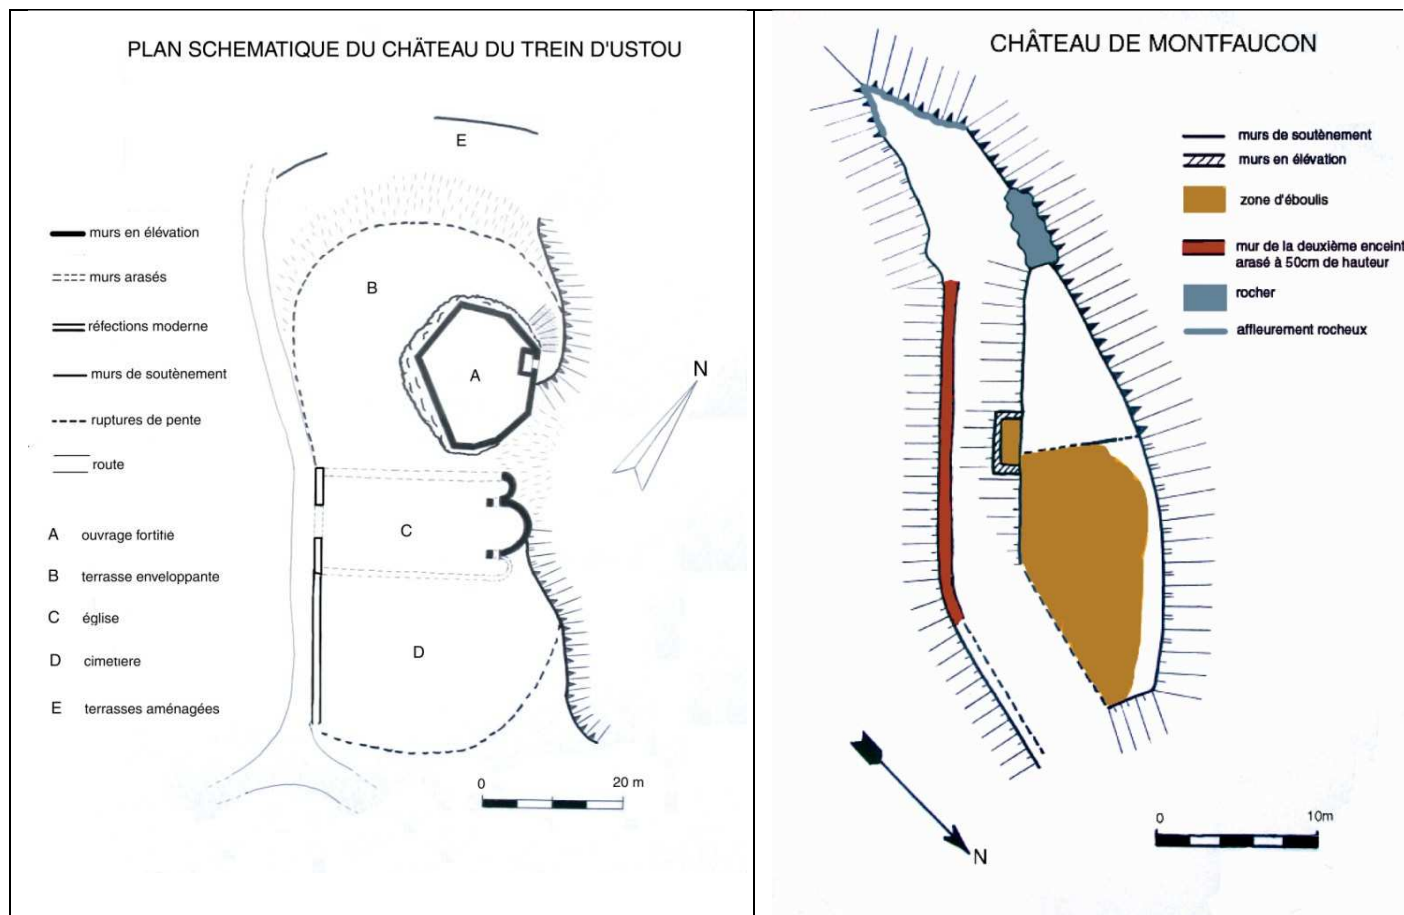 PLAN SCHEMATIQUE DU CHÄTEAU DU TREIN D'USTOU
E
murs en élévation
murs arasés
réfections moderne
murs de soutènement
ruptures de pente
route
B
A
N
C
D
A ouvrage fortifié
B terrasse enveloppante
C église
D cimetiere
E terrasses aménagées
0 20 m
CHÂTEAU DE MONTFAUCON
murs de soutènement
murs en élévation
zone d'éboulis
mur de la deuxième enceint
arasé à 50cm de hauteur
rocher
affleurement rocheux
N
0 10m